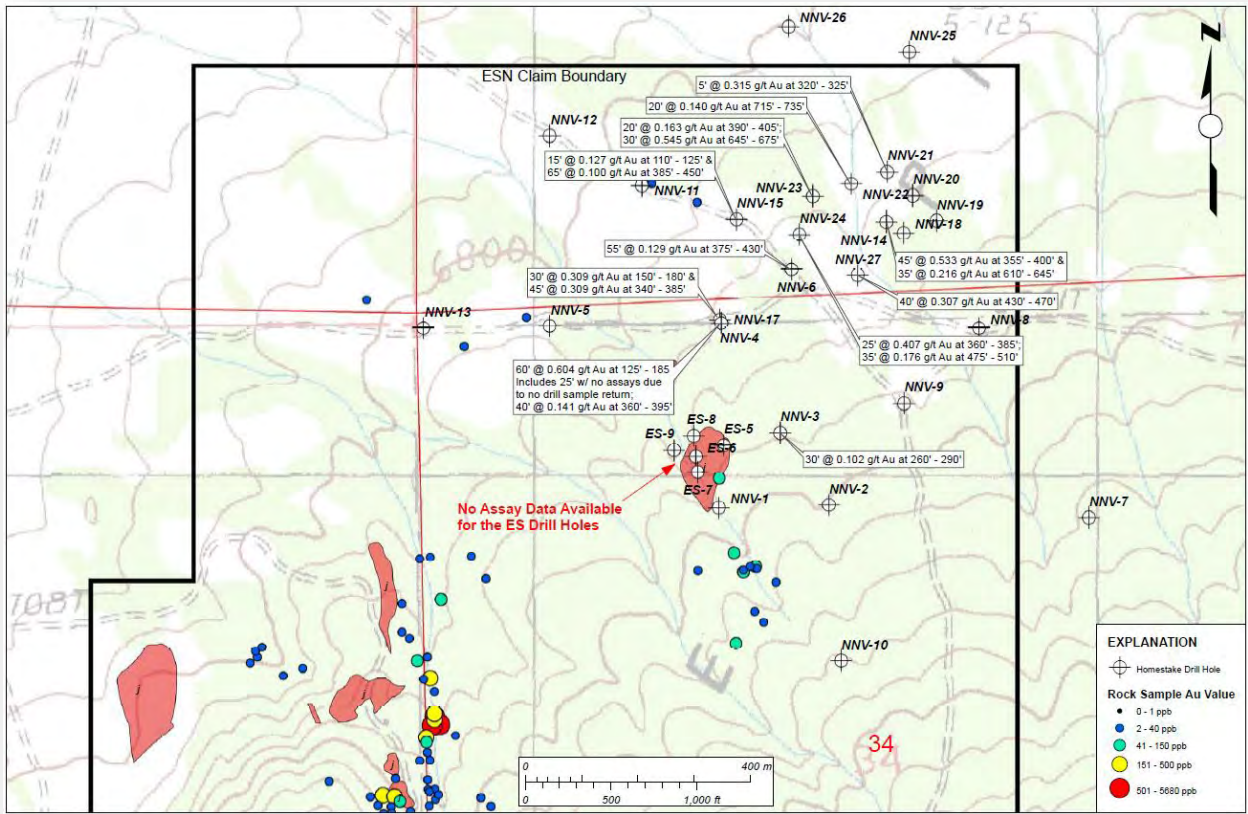 NNV-26
5-125
NNV-25
Z
ESN Claim Boundary
5' @ 0.315 g/t Au at 320' - 325'
20' @ 0.140 g/t Au at 715' - 735'
NNV-12
20' @ 0.163 g/t Au at 390' - 405';
30' @ 0.545 g/t Au at 645' - 675'
15' @ 0.127 g/t Au at 110' - 125' &
65' @ 0.100 g/t Au at 385' - 450'
NNV-21
NNV-20
NNV-11
NNV-23
NNV-22
NNV-19
NNV-15
NNV-24
NNV-18
NNV-14
55' @ 0.129 g/t Au at 375' - 430'
45' @ 0.533 g/t Au at 355' - 400' &
35' @ 0.216 g/t Au at 610' - 645'
6800
NNV-27
NNV-6
30' @ 0.309 g/t Au at 150' - 180' &
45' @ 0.309 g/t Au at 340' - 385'
40' @ 0.307 g/t Au at 430' - 470'
NNV-13
NNV-5
NNV-17
NNV-4
NNV-8
25' @ 0.407 g/t Au at 360' - 385';
35' @ 0.176 g/t Au at 475' - 510'
60' @ 0.604 g/t Au at 125' - 185
Includes 25' w/ no assays due
to no drill sample return;
40' @ 0.141 g/t Au at 360' - 395'
NNV-9
ES-8
ES-5
NNV-3
ES-9
ES-6
30' @ 0.102 g/t Au at 260' - 290'
j
ES-7
No Assay Data Available
for the ES Drill Holes
NNV-1
NNV-2
NNV-7
j
708T
E
NNV-10
j
j
34
34
j
EXPLANATION
Homestake Drill Hole
Rock Sample Au Value
0 - 1 ppb
2 - 40 ppb
41 - 150 ppb
151 - 500 ppb
501 - 5680 ppb
0 400 m
0 500 1,000 ft